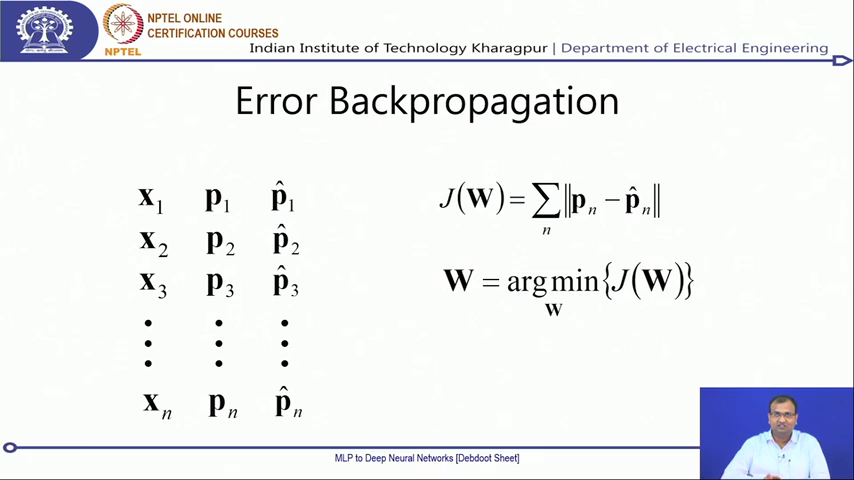 NPTEL ONLINE
CERTIFICATION COURSES
NPTEL
Indian Institute of Technology Kharagpur | Department of Electrical Engineering
Error Backpropagation
x₁ p₁ p̂₁
x₂ p₂ p̂₂
x₃ p₃ p̂₃
⋮ ⋮ ⋮
xₙ pₙ p̂ₙ
J(W) = ∑ₙ ‖pₙ − p̂ₙ‖
W = arg min {J(W)}
W
MLP to Deep Neural Networks [Debdoot Sheet]